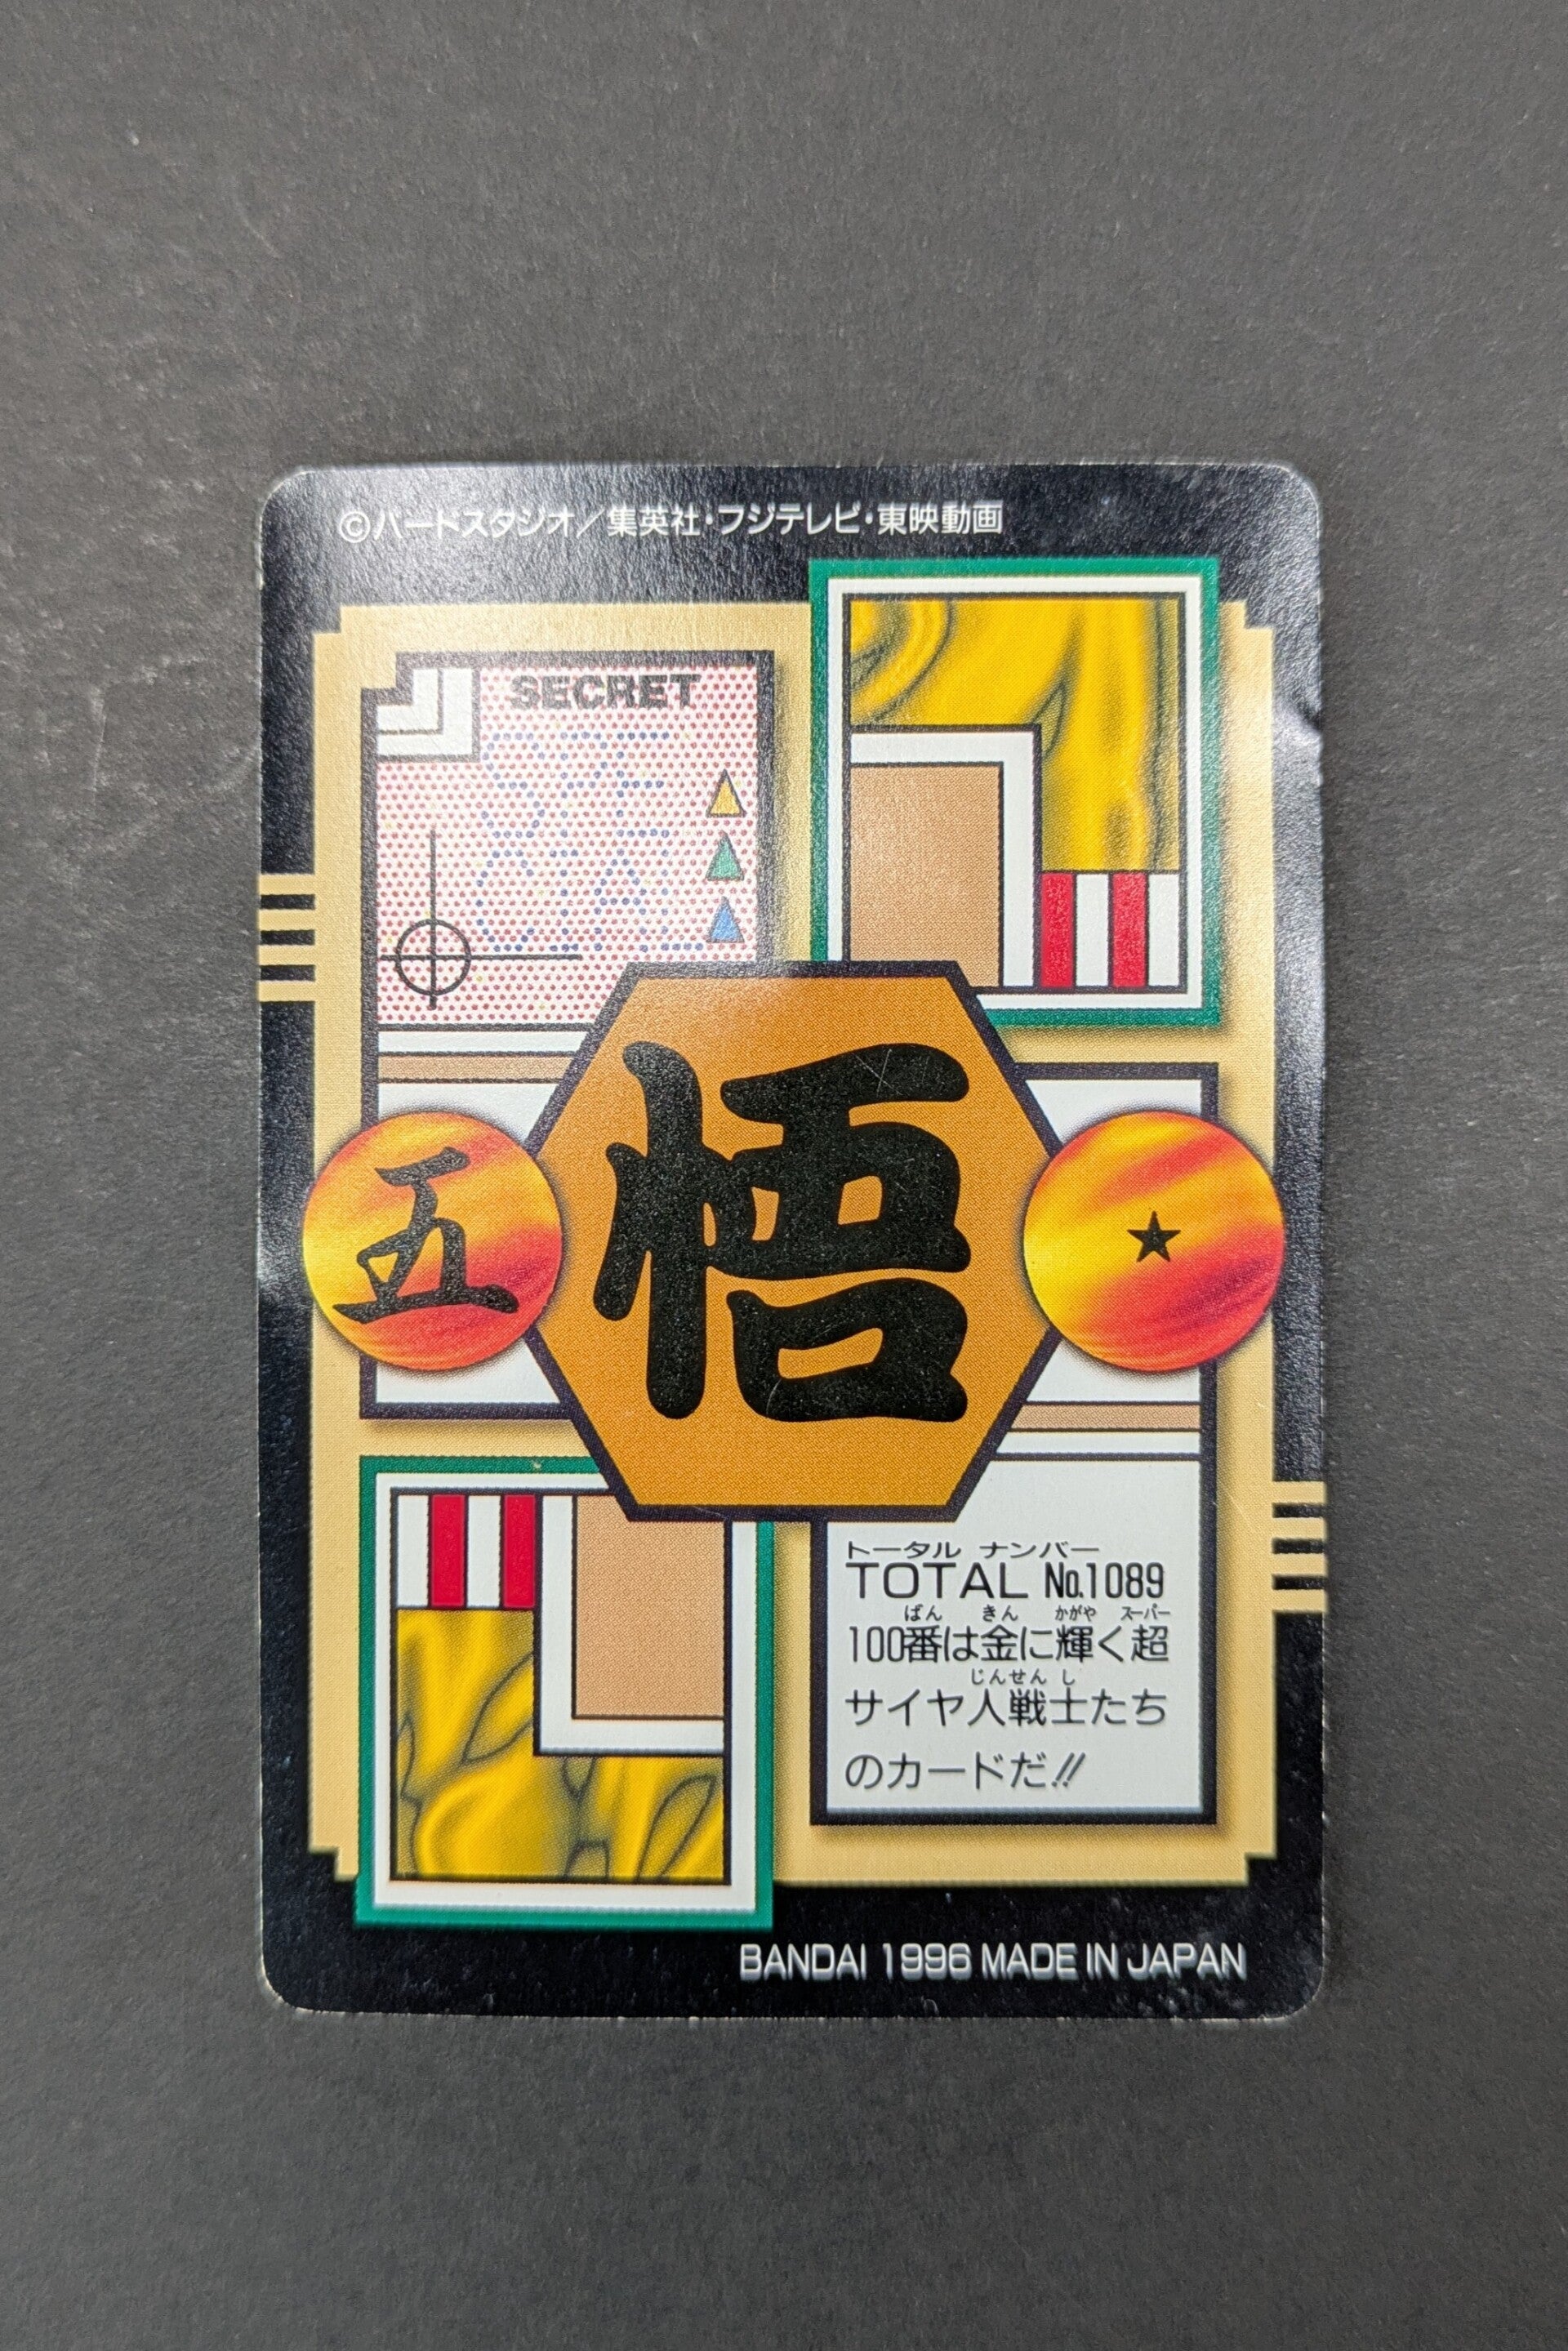 ©バードスタジオ／集英社・フジテレビ・東映動画
SECRET
五
悟
トータル ナンバー
TOTAL No.1089
ばん きん かがや スーパー
100番は金に輝く超
じんせんし
サイヤ人戦士たち
のカードだ!!
BANDAI 1996 MADE IN JAPAN